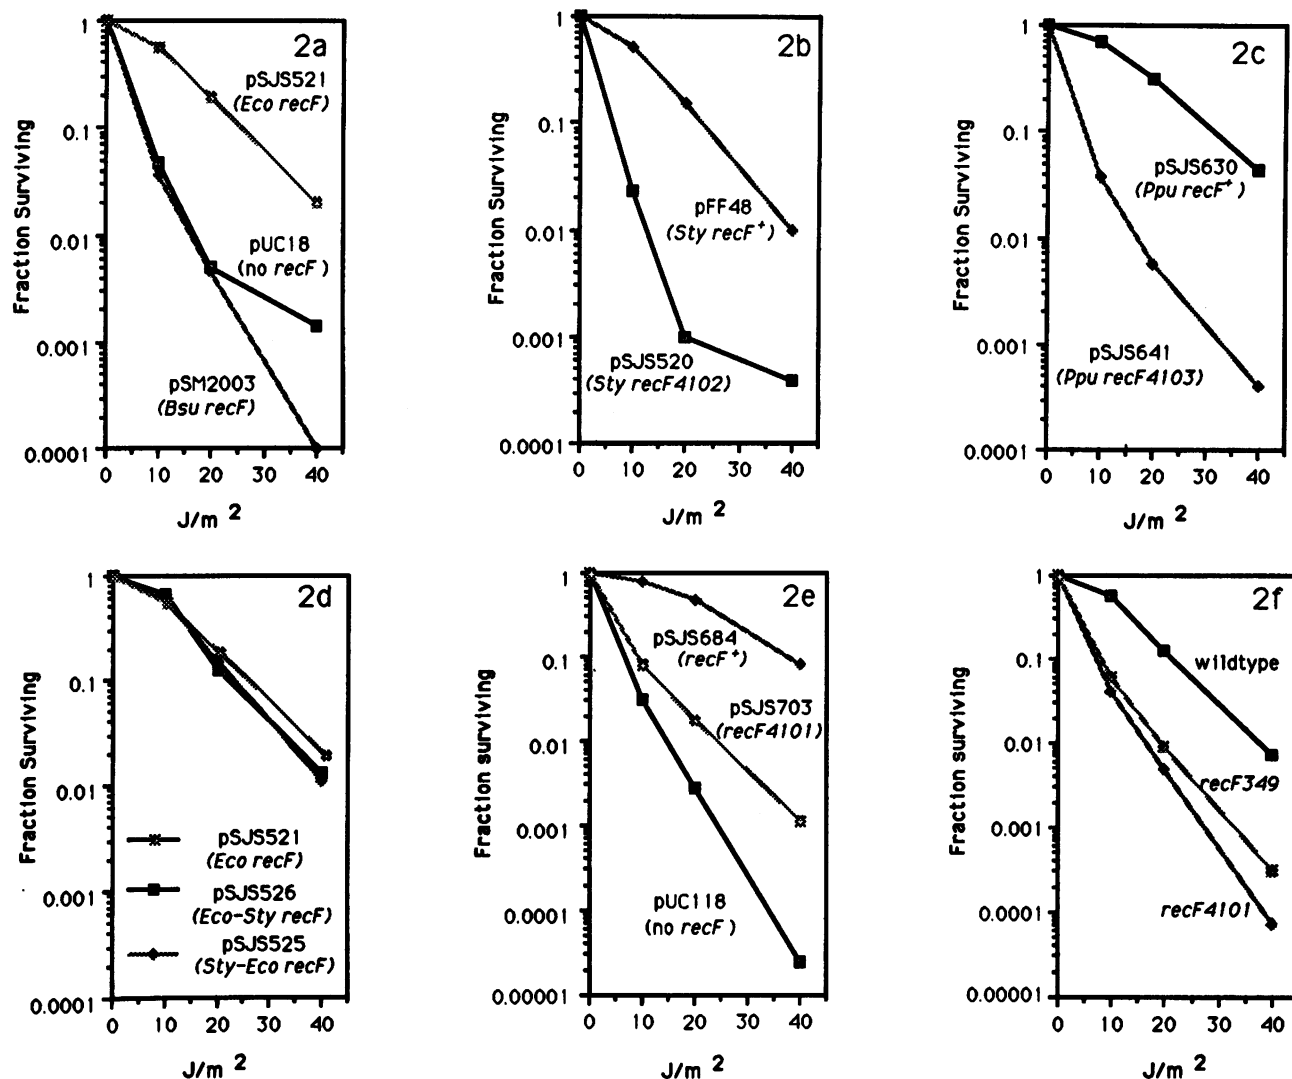 2a
1
0.1
0.01
0.001
0.0001
Fraction Surviving
pSJS521
(Eco recF)
pUC18
(no recF)
pSM2003
(Bsu recF)
0 10 20 30 40
J/m 2
2b
1
0.1
0.01
0.001
0.0001
Fraction Surviving
pFF48
(Sty recF+)
pSJS520
(Sty recF4102)
0 10 20 30 40
J/m 2
2c
1
0.1
0.01
0.001
0.0001
Fraction Surviving
pSJS630
(Ppu recF+)
pSJS641
(Ppu recF4103)
0 10 20 30 40
J/m 2
2d
1
0.1
0.01
0.001
0.0001
Fraction Surviving
pSJS521
(Eco recF)
pSJS526
(Eco-Sty recF)
pSJS525
(Sty-Eco recF)
0 10 20 30 40
J/m 2
2e
1
0.1
0.01
0.001
0.0001
0.00001
Fraction Surviving
pSJS684
(recF+)
pSJS703
(recF4101)
pUC118
(no recF)
0 10 20 30 40
J/m 2
2f
1
0.1
0.01
0.001
0.0001
0.00001
Fraction surviving
wildtype
recF349
recF4101
0 10 20 30 40
J/m 2